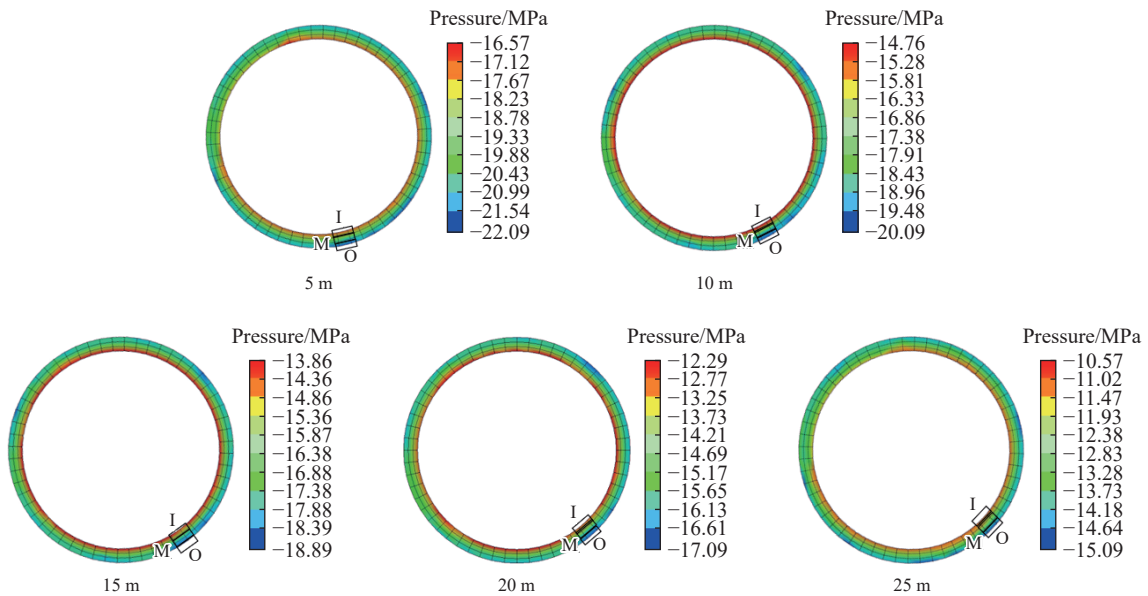 Pressure/MPa
−16.57
−17.12
−17.67
−18.23
−18.78
−19.33
−19.88
−20.43
−20.99
−21.54
−22.09
I
M
O
5 m
Pressure/MPa
−14.76
−15.28
−15.81
−16.33
−16.86
−17.38
−17.91
−18.43
−18.96
−19.48
−20.09
I
M
O
10 m
Pressure/MPa
−13.86
−14.36
−14.86
−15.36
−15.87
−16.38
−16.88
−17.38
−17.88
−18.39
−18.89
I
M
O
15 m
Pressure/MPa
−12.29
−12.77
−13.25
−13.73
−14.21
−14.69
−15.17
−15.65
−16.13
−16.61
−17.09
I
M
O
20 m
Pressure/MPa
−10.57
−11.02
−11.47
−11.93
−12.38
−12.83
−13.28
−13.73
−14.18
−14.64
−15.09
I
M
O
25 m